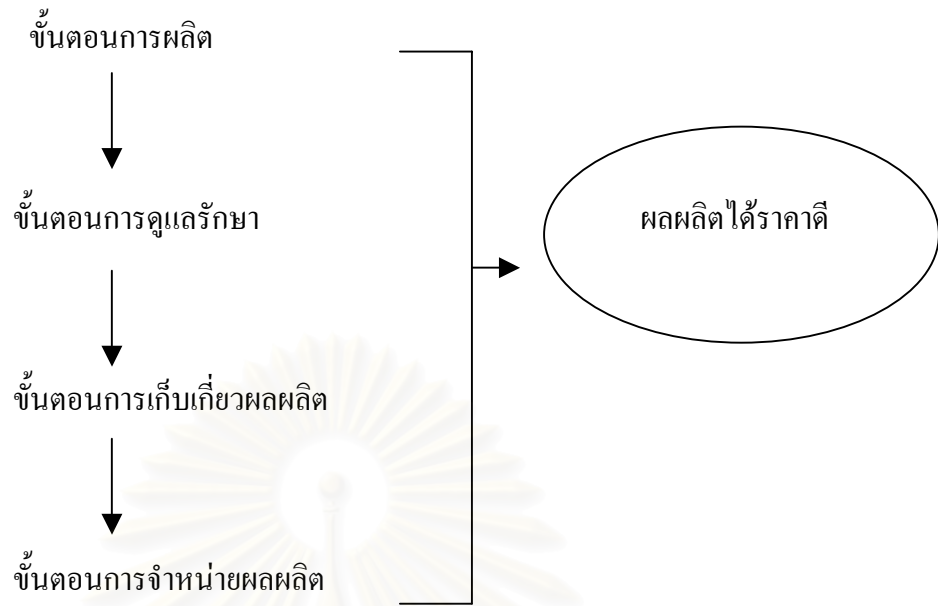 ขั้นตอนการผลิต
ขั้นตอนการดูแลรักษา
ผลผลิตได้ราคาดี
ขั้นตอนการเก็บเกี่ยวผลผลิต
ขั้นตอนการจำหน่ายผลผลิต